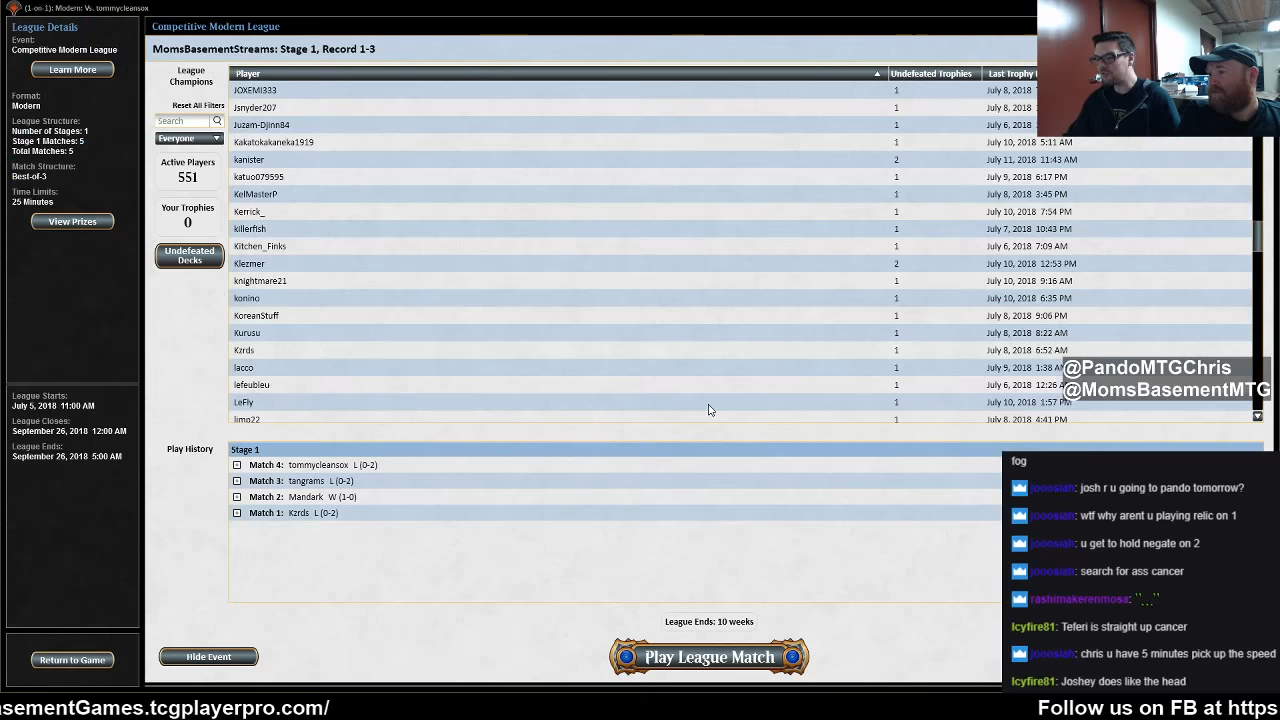 (1-on-1): Modern: Vs. tommycleansox
League Details
Event:
Competitive Modern League
Learn More
Format:
Modern
League Structure:
Number of Stages: 1
Stage 1 Matches: 5
Total Matches: 5
Match Structure:
Best-of-3
Time Limits:
25 Minutes
View Prizes
League Starts:
July 5, 2018 11:00 AM
League Closes:
September 26, 2018 12:00 AM
League Ends:
September 26, 2018 5:00 AM
Return to Game
Competitive Modern League
MomsBasementStreams: Stage 1, Record 1-3
League
Champions
Reset All Filters
Search
Everyone
Active Players
551
Your Trophies
0
Undefeated
Decks
Player Undefeated Trophies Last Trophy
JOXEMI333 1 July 8, 2018
Jsnyder207 1 July 8, 2018
Juzam-Djinn84 1 July 6, 2018
Kakatokakaneka1919 1 July 10, 2018 5:11 AM
kanister 2 July 11, 2018 11:43 AM
katuo079595 1 July 9, 2018 6:17 PM
KelMasterP 1 July 8, 2018 3:45 PM
Kerrick_ 1 July 10, 2018 7:54 PM
killerfish 1 July 7, 2018 10:43 PM
Kitchen_Finks 1 July 6, 2018 7:09 AM
Klezmer 2 July 10, 2018 12:53 PM
knightmare21 1 July 10, 2018 9:16 AM
konino 1 July 10, 2018 6:35 PM
KoreanStuff 1 July 8, 2018 9:06 PM
Kurusu 1 July 8, 2018 8:22 AM
Kzrds 1 July 8, 2018 6:52 AM
lacco 1 July 9, 2018 1:38 AM
lefeubleu 1 July 6, 2018 12:26 AM
LeFly 1 July 10, 2018 1:57 PM
limp22 1 July 8, 2018 4:41 PM
@PandoMTGChris
@MomsBasementMTG
Play History
Stage 1
Match 4: tommycleansox L (0-2)
Match 3: tangrams L (0-2)
Match 2: Mandark W (1-0)
Match 1: Kzrds L (0-2)
League Ends: 10 weeks
Hide Event
Play League Match
fog
jooosiah: josh r u going to pando tomorrow?
jooosiah: wtf why arent u playing relic on 1
jooosiah: u get to hold negate on 2
jooosiah: search for ass cancer
rashimakerenmosa: ``,..``
Icyfire81: Teferi is straight up cancer
jooosiah: chris u have 5 minutes pick up the speed
Icyfire81: Joshey does like the head
asementGames.tcgplayerpro.com/
Follow us on FB at https